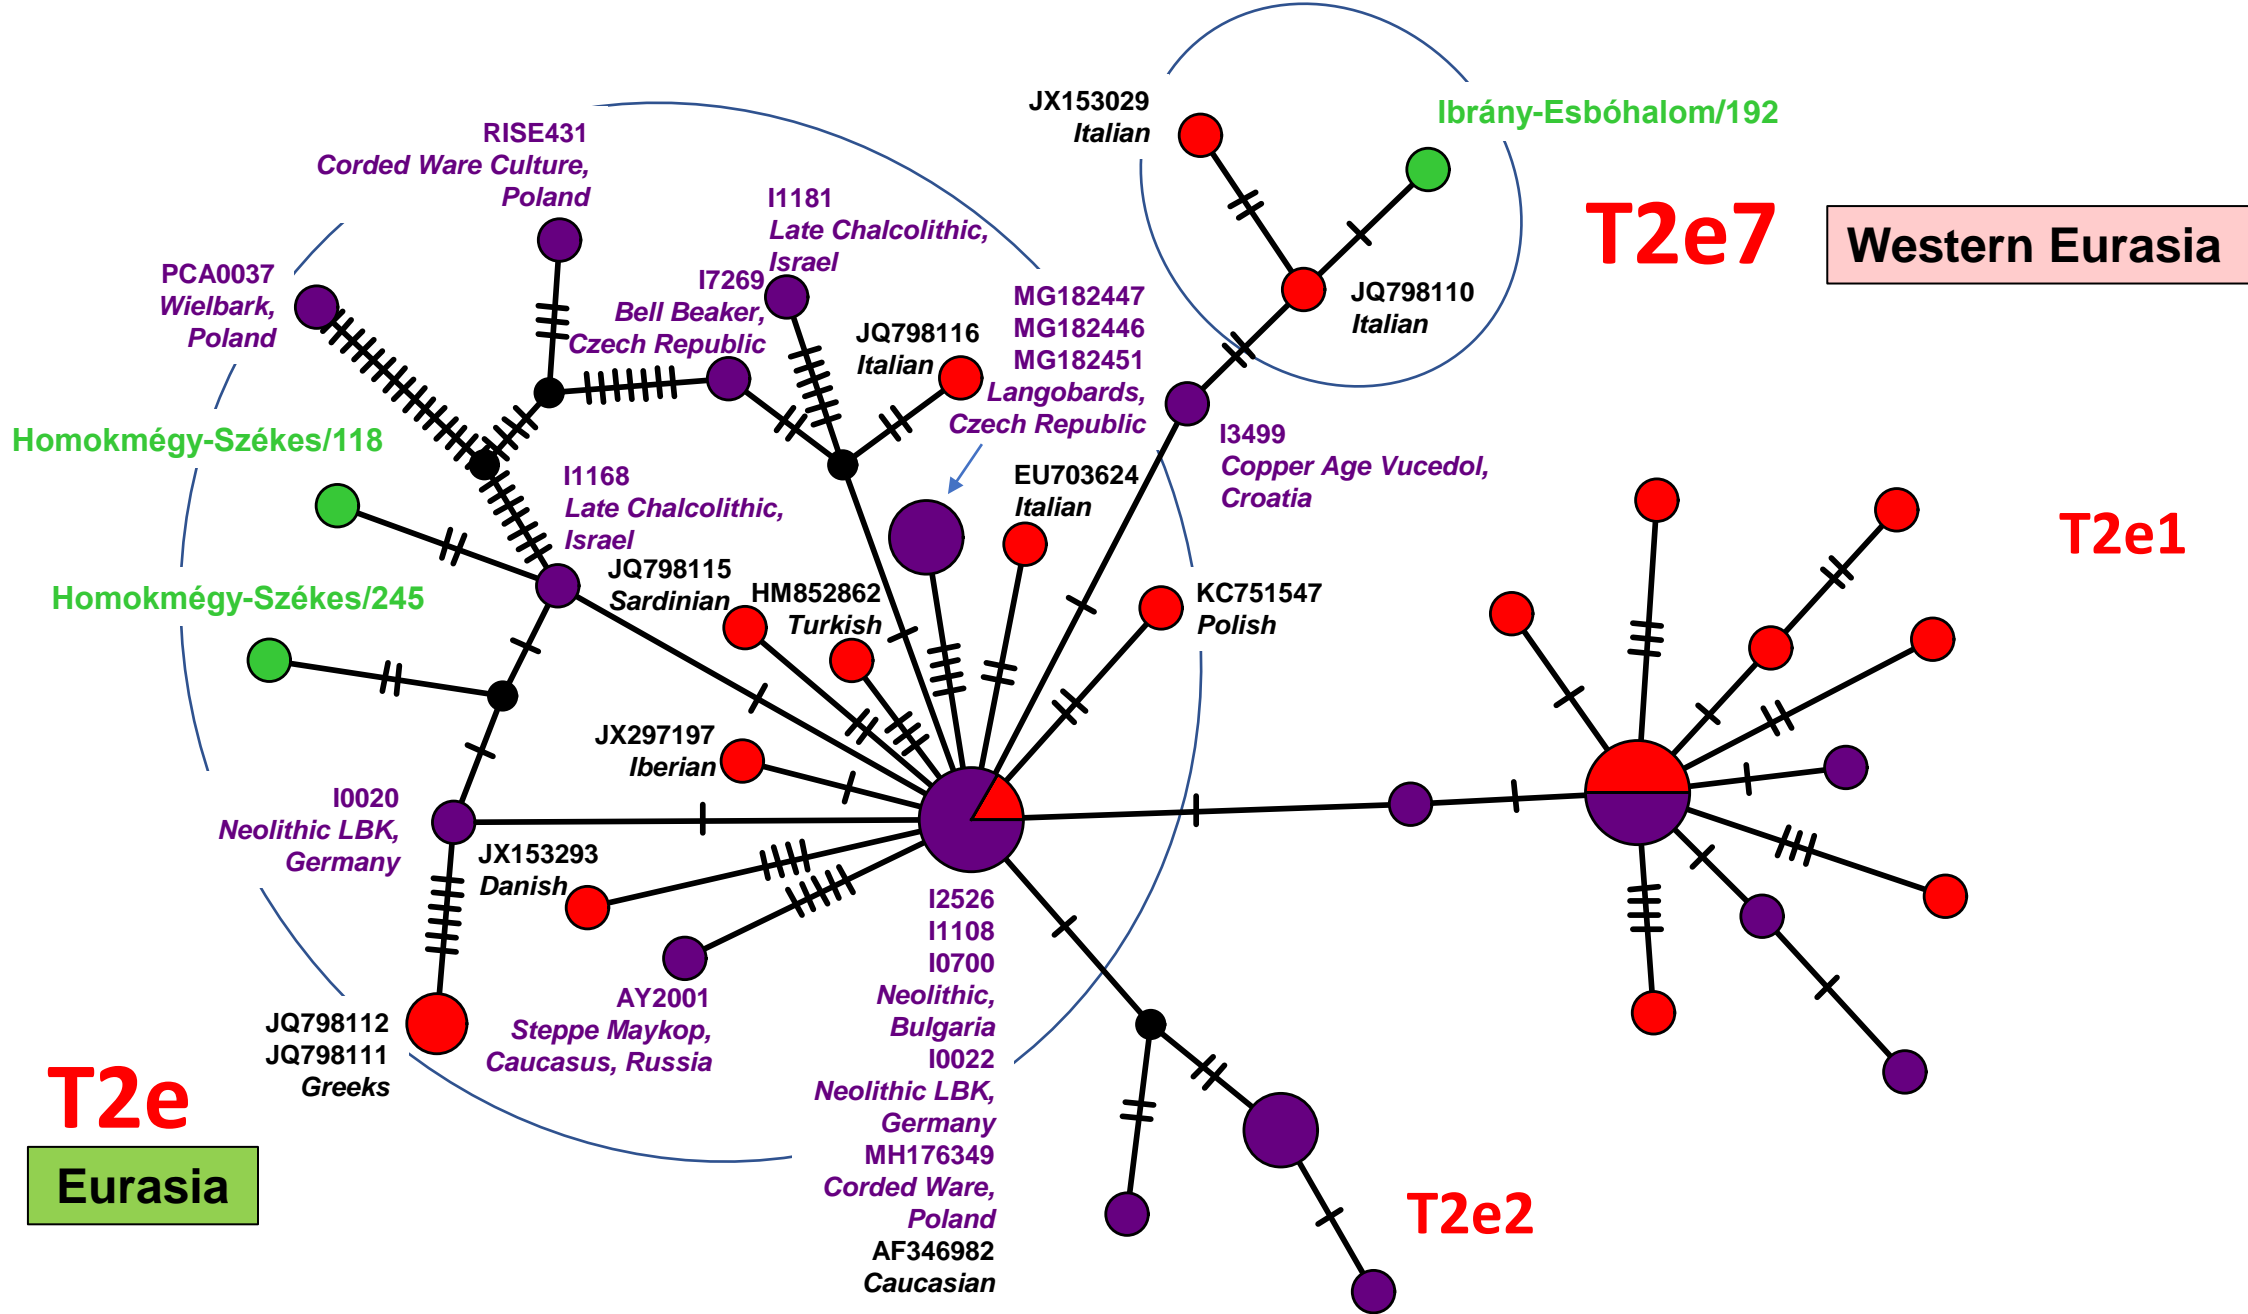 JX153029
Italian
Ibrány-Esbóhalom/192
RISE431
Corded Ware Culture,
Poland
I1181
Late Chalcolithic,
Israel
T2e7
Western Eurasia
PCA0037
Wielbark,
Poland
I7269
Bell Beaker,
Czech Republic
JQ798116
Italian
MG182447
MG182446
MG182451
Langobards,
Czech Republic
JQ798110
Italian
Homokmégy-Székes/118
I1168
Late Chalcolithic,
Israel
EU703624
Italian
I3499
Copper Age Vucedol,
Croatia
T2e1
Homokmégy-Székes/245
JQ798115
Sardinian
HM852862
Turkish
KC751547
Polish
JX297197
Iberian
I0020
Neolithic LBK,
Germany
JX153293
Danish
I2526
I1108
I0700
Neolithic,
Bulgaria
I0022
Neolithic LBK,
Germany
MH176349
Corded Ware,
Poland
AF346982
Caucasian
AY2001
Steppe Maykop,
Caucasus, Russia
JQ798112
JQ798111
Greeks
T2e
Eurasia
T2e2